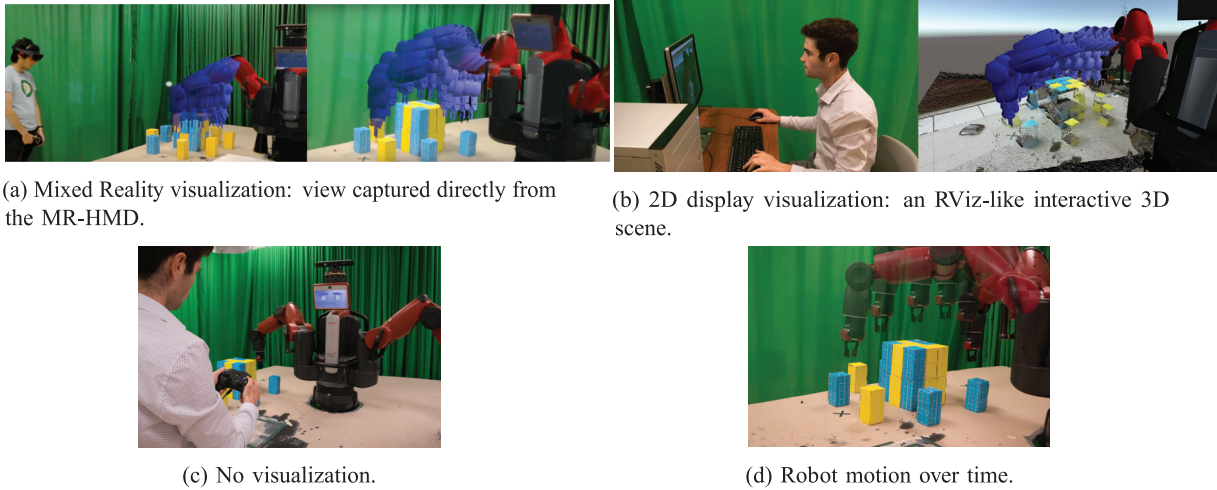 (a) Mixed Reality visualization: view captured directly from
the MR-HMD.
(b) 2D display visualization: an RViz-like interactive 3D
scene.
(c) No visualization.
(d) Robot motion over time.